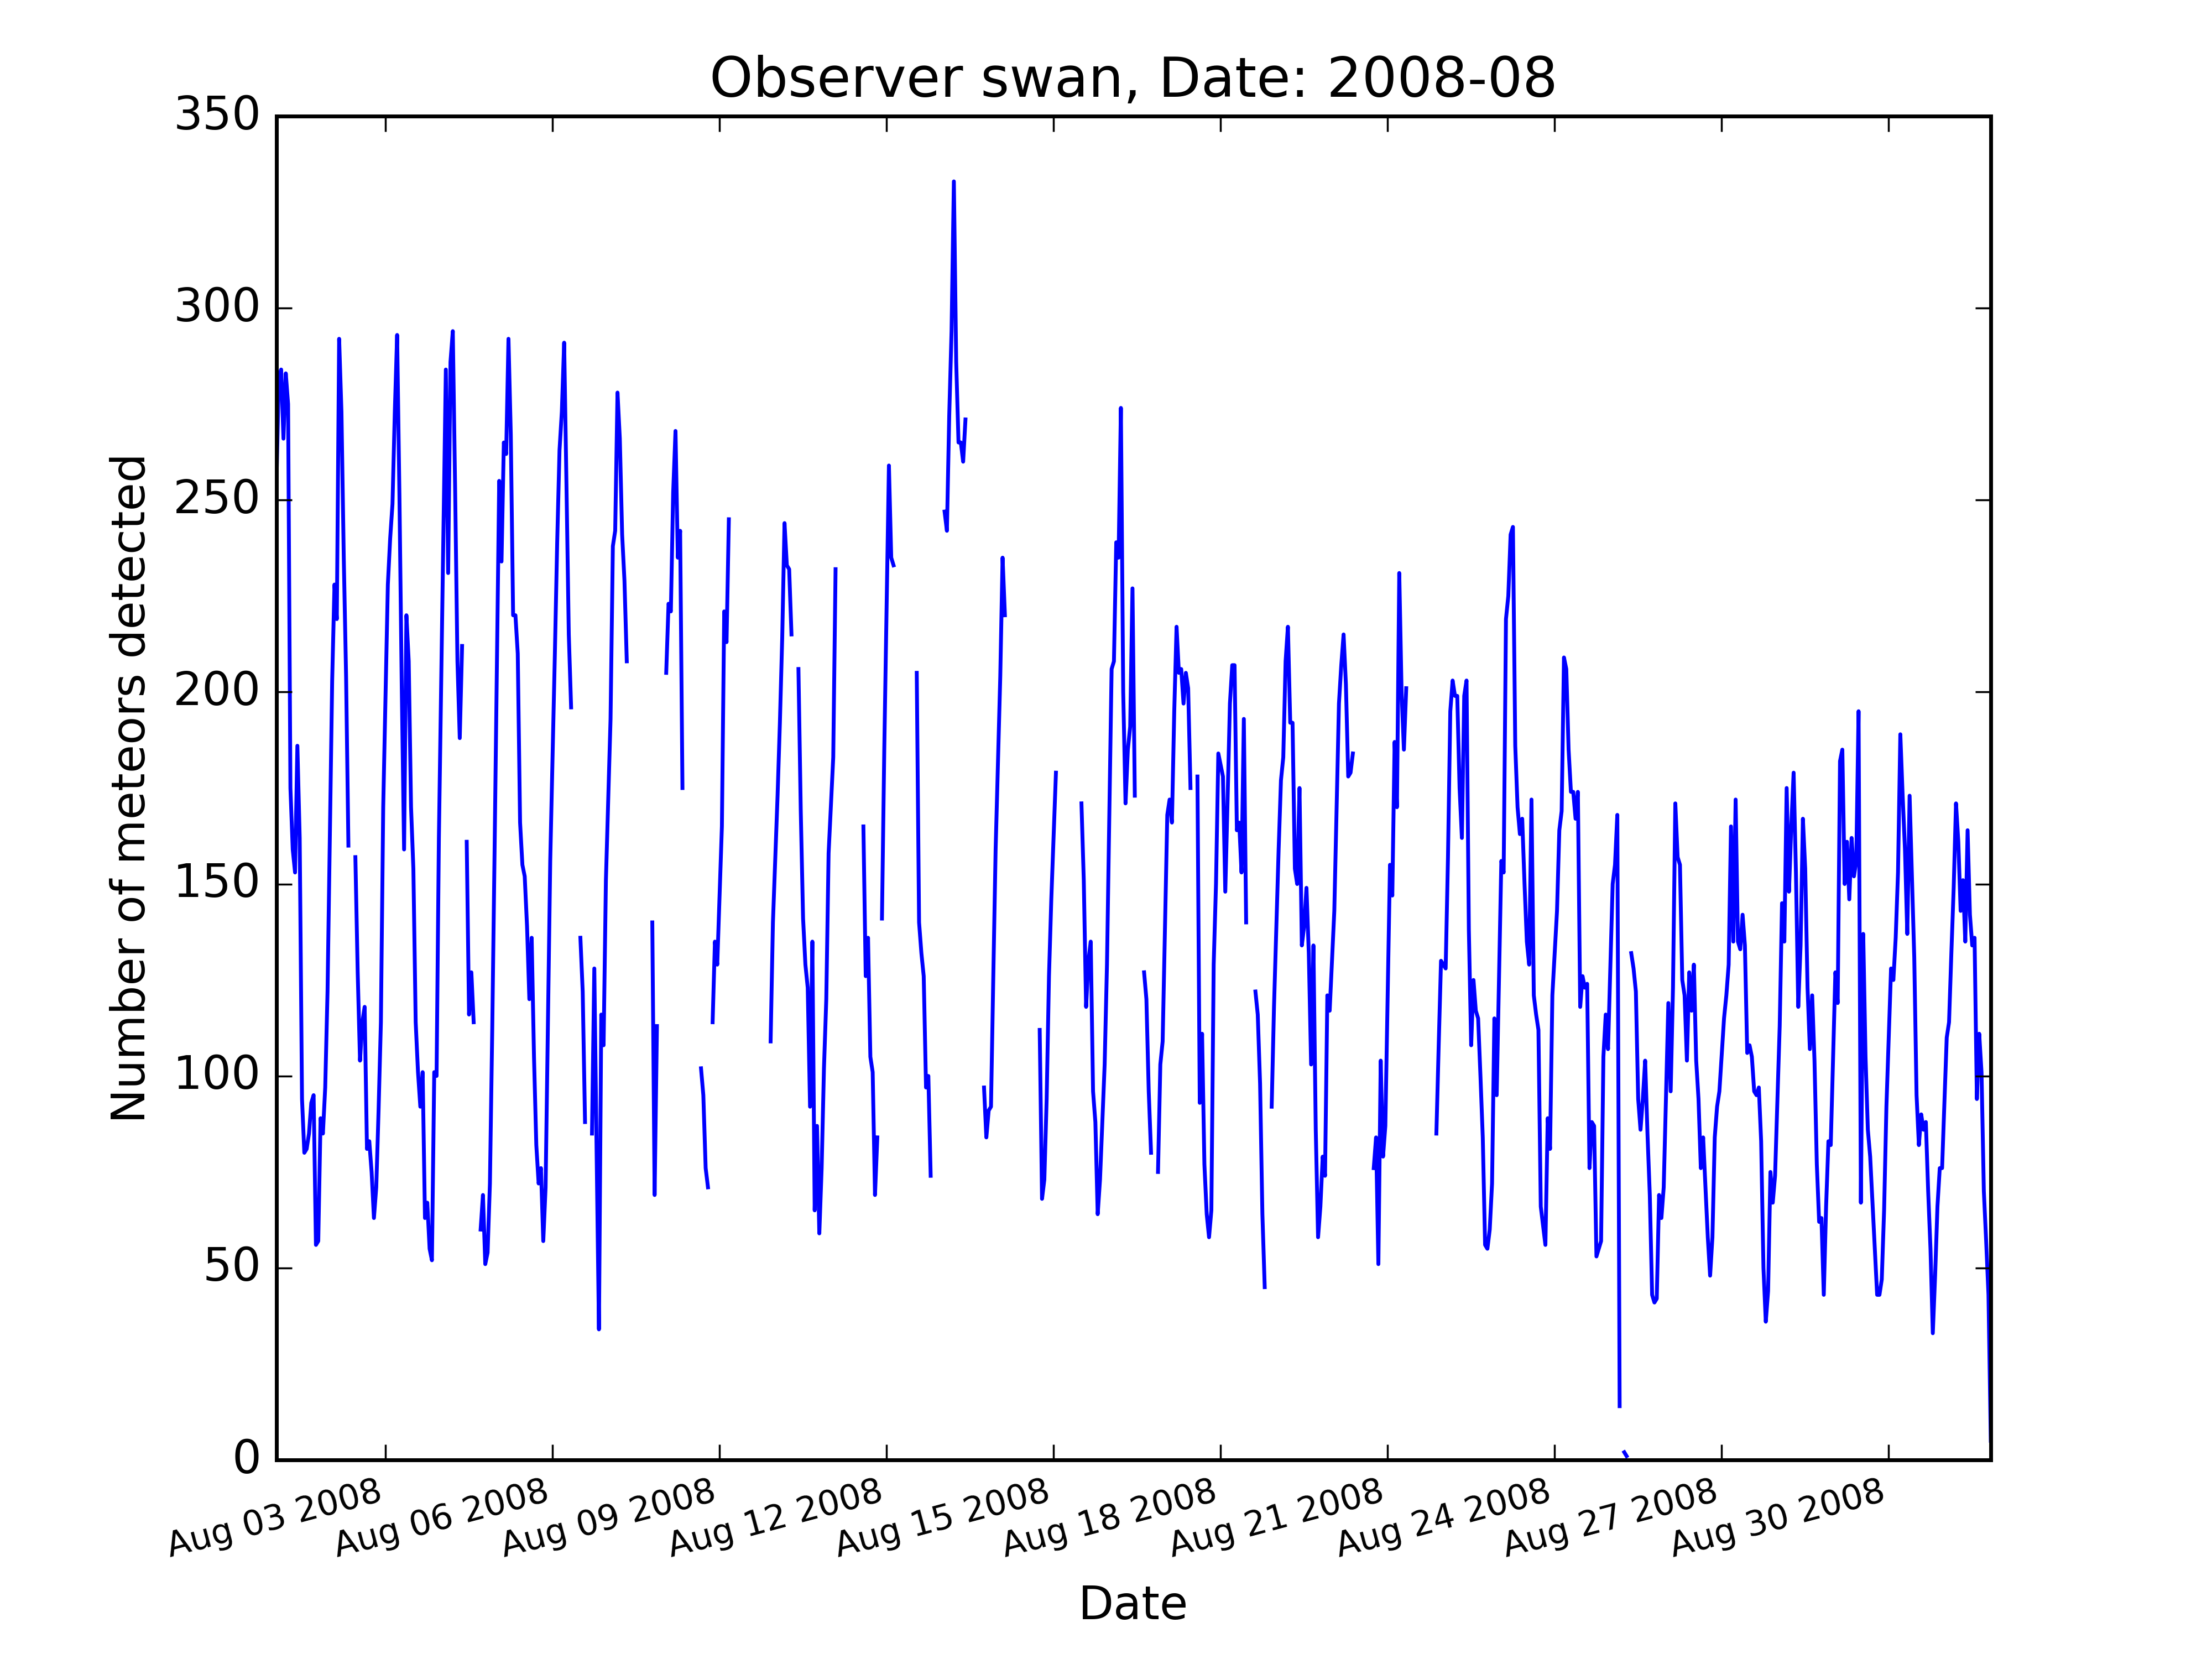 Observer swan, Date: 2008-08
Number of meteors detected
350
300
250
200
150
100
50
0
Aug 03 2008
Aug 06 2008
Aug 09 2008
Aug 12 2008
Aug 15 2008
Aug 18 2008
Aug 21 2008
Aug 24 2008
Aug 27 2008
Aug 30 2008
Date